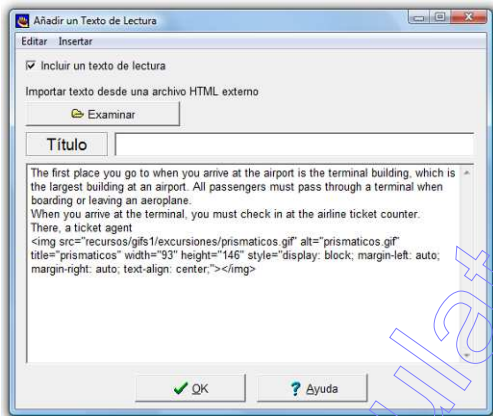 Añadir un Texto de Lectura
Editar Insertar
Incluir un texto de lectura
Importar texto desde una archivo HTML externo
Examinar
Título
The first place you go to when you arrive at the airport is the terminal building, which is
the largest building at an airport. All passengers must pass through a terminal when
boarding or leaving an aeroplane.
When you arrive at the terminal, you must check in at the airline ticket counter.
There, a ticket agent
<img src="recursos/gifs1/excursiones/prismaticos.gif" alt="prismaticos.gif"
title="prismaticos" width="93" height="146" style="display: block; margin-left: auto;
margin-right: auto; text-align: center;"></img>
OK Ayuda